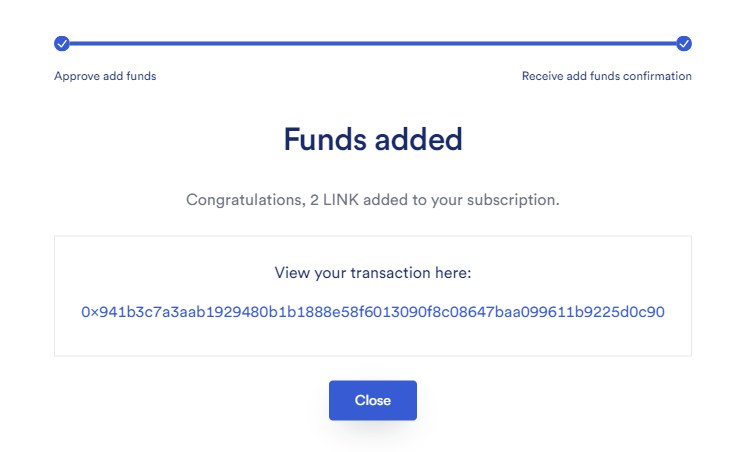 Approve add funds
Receive add funds confirmation
Funds added
Congratulations, 2 LINK added to your subscription.
View your transaction here:
0x941b3c7a3aab1929480b1b1888e58f6013090f8c08647baa099611b9225d0c90
Close